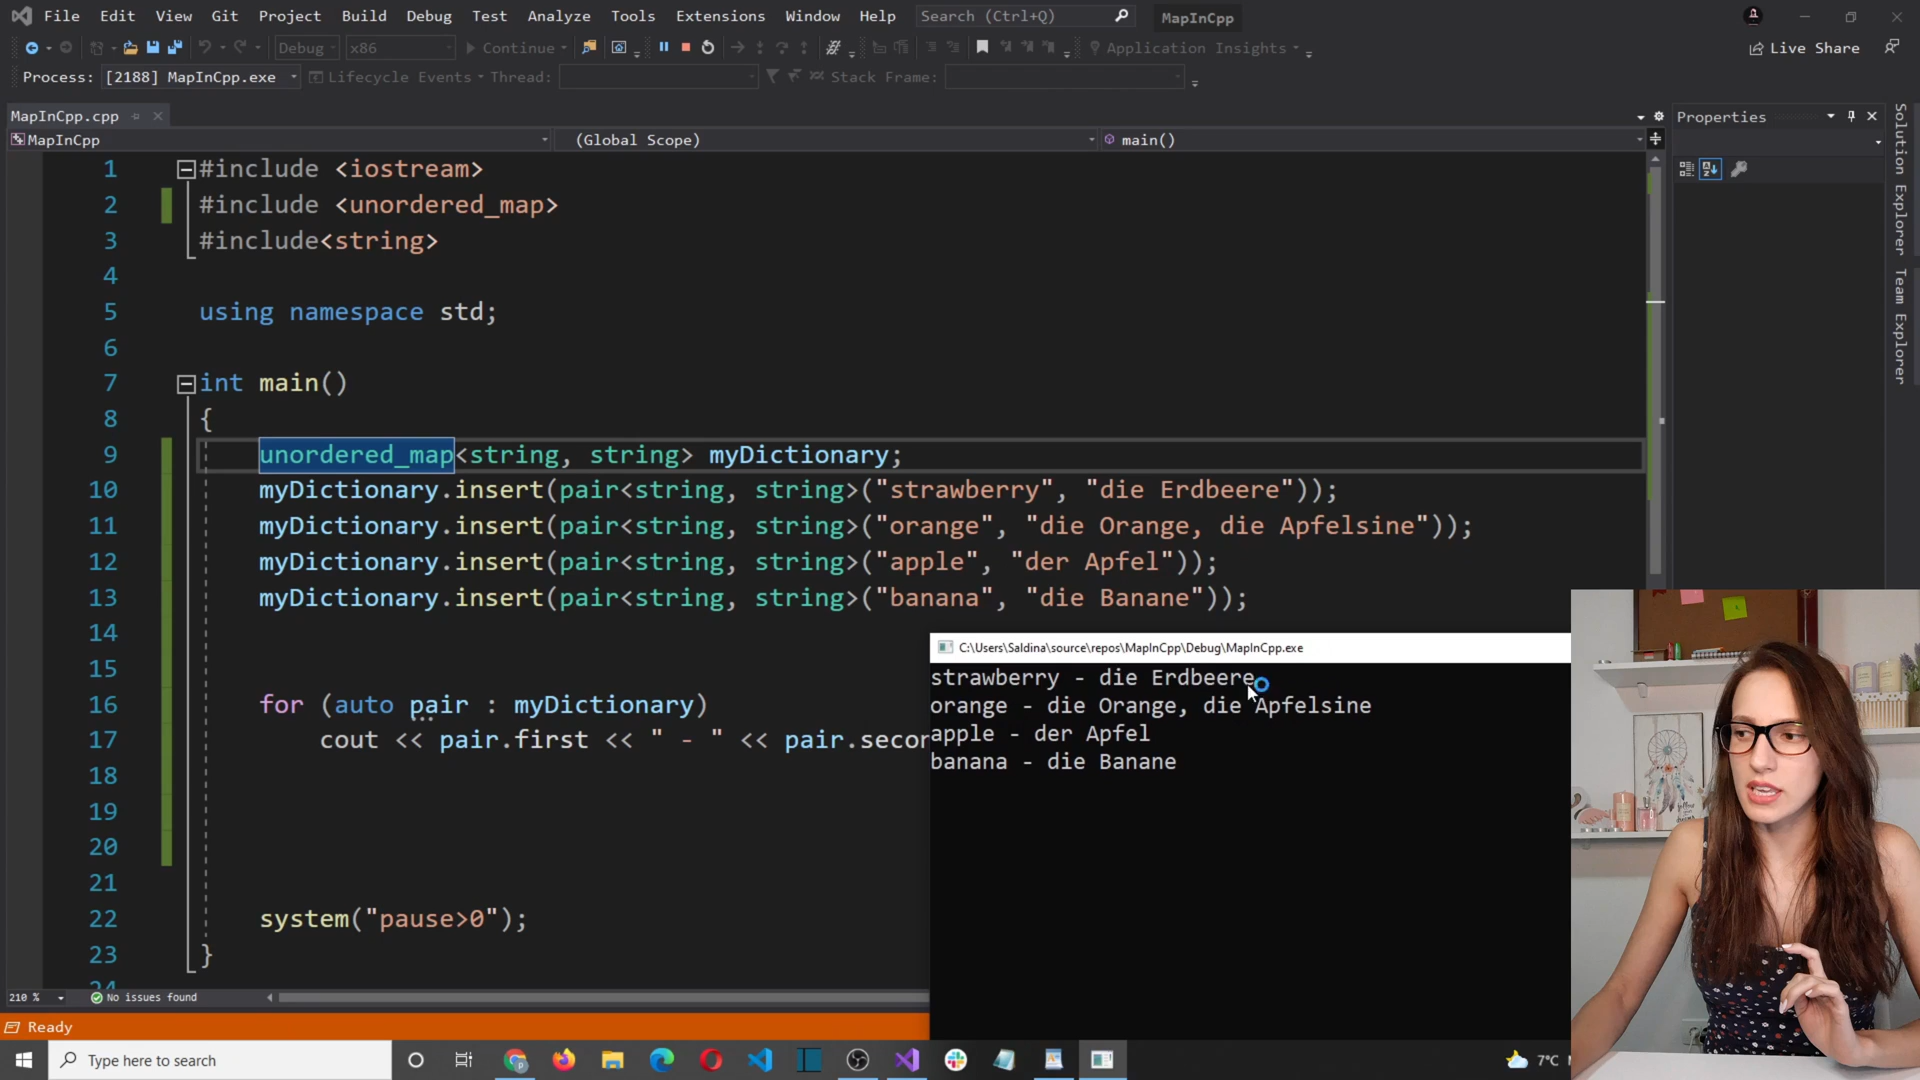 File Edit View Git Project Build Debug Test Analyze Tools Extensions Window Help Search (Ctrl+Q) MapInCpp
Debug x86 Continue Application Insights Live Share
Process: [2188] MapInCpp.exe Lifecycle Events Thread: Stack Frame:
MapInCpp.cpp
MapInCpp (Global Scope) main()
Properties
Solution Explorer
Team Explorer
1 #include <iostream>
2 #include <unordered_map>
3 #include<string>
4
5 using namespace std;
6
7 int main()
8 {
9 unordered_map<string, string> myDictionary;
10 myDictionary.insert(pair<string, string>("strawberry", "die Erdbeere"));
11 myDictionary.insert(pair<string, string>("orange", "die Orange, die Apfelsine"));
12 myDictionary.insert(pair<string, string>("apple", "der Apfel"));
13 myDictionary.insert(pair<string, string>("banana", "die Banane"));
14
15
16 for (auto pair : myDictionary)
17 cout << pair.first << " - " << pair.secon
18
19
20
21
22 system("pause>0");
23 }
24
C:\Users\Saldina\source\repos\MapInCpp\Debug\MapInCpp.exe
strawberry - die Erdbeere
orange - die Orange, die Apfelsine
apple - der Apfel
banana - die Banane
210 % No issues found
Ready
Type here to search
7°C